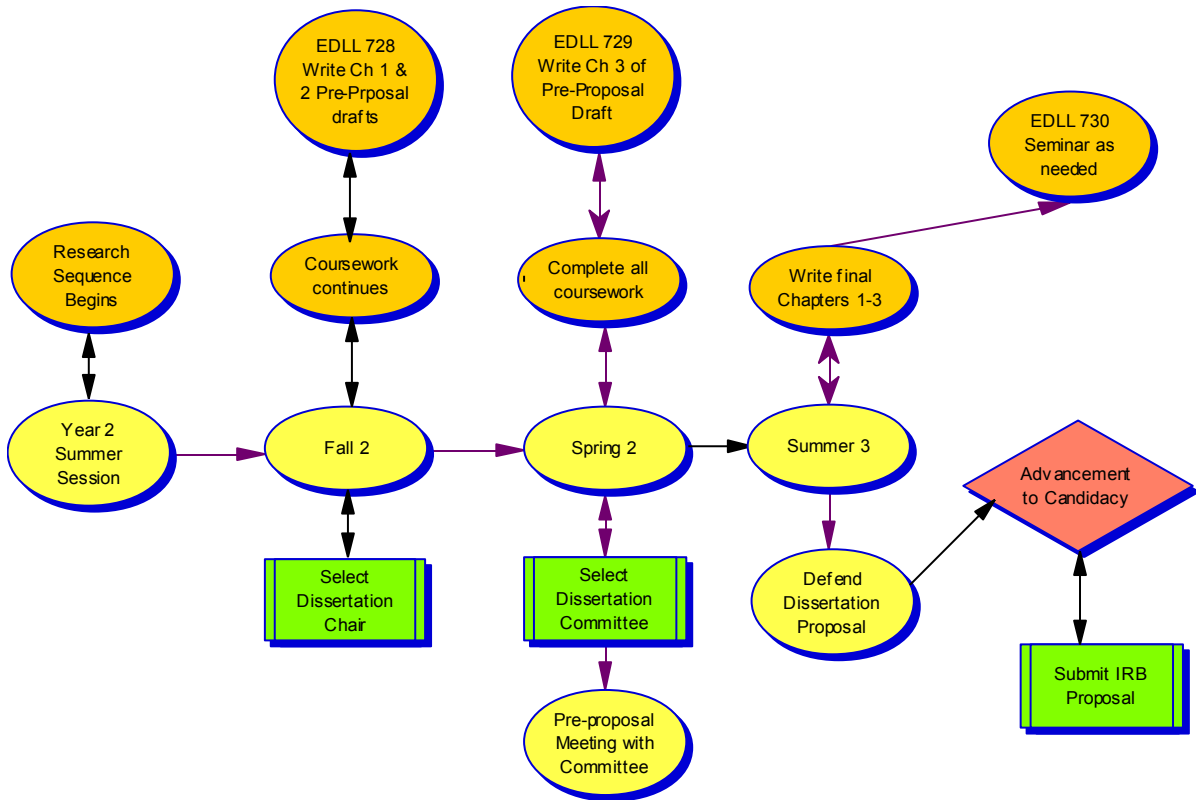 EDLL 728
Write Ch 1 &
2 Pre-Prposal
drafts
EDLL 729
Write Ch 3 of
Pre-Proposal
Draft
EDLL 730
Seminar as
needed
Research
Sequence
Begins
Coursework
continues
Complete all
coursework
Write final
Chapters 1-3
Year 2
Summer
Session
Fall 2
Spring 2
Summer 3
Advancement
to Candidacy
Select
Dissertation
Chair
Select
Dissertation
Committee
Defend
Dissertation
Proposal
Submit IRB
Proposal
Pre-proposal
Meeting with
Committee